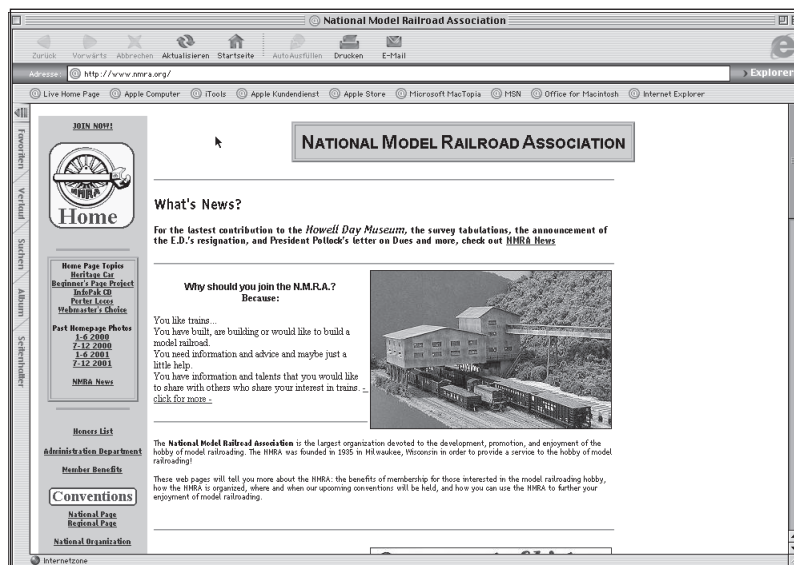 National Model Railroad Association
Zurück Vorwärts Abbrechen Aktualisieren Startseite AutoAusfüllen Drucken E-Mail
Adresse: http://www.nmra.org/ Explorer
Live Home Page Apple Computer iTools Apple Kundendienst Apple Store Microsoft MacTopia MSN Office for Macintosh Internet Explorer
Favoriten
Verlauf
Suchen
Album
Seitenhalter
JOIN NOW!
NMRA
Home
Home Page Topics
Heritage Car
Beginner's Page Project
InfoPak CD
Porter Locos
Webmaster's Choice
Past Homepage Photos
1-6 2000
7-12 2000
1-6 2001
7-12 2001
NMRA News
Honors List
Administration Department
Member Benefits
Conventions
National Page
Regional Page
National Organization
NATIONAL MODEL RAILROAD ASSOCIATION
What's News?
For the lastest contribution to the Howell Day Museum, the survey tabulations, the announcement of
the E.D.'s resignation, and President Pollock's letter on Dues and more, check out NMRA News
Why should you join the N.M.R.A.?
Because:
You like trains...
You have built, are building or would like to build a
model railroad.
You need information and advice and maybe just a
little help.
You have information and talents that you would like
to share with others who share your interest in trains. -
click for more -
The National Model Railroad Association is the largest organization devoted to the development, promotion, and enjoyment of the
hobby of model railroading. The NMRA was founded in 1935 in Milwaukee, Wisconsin in order to provide a service to the hobby of model
railroading!
These web pages will tell you more about the NMRA: the benefits of membership for those interested in the model railroading hobby,
how the NMRA is organized, where and when our upcoming conventions will be held, and how you can use the NMRA to further your
enjoyment of model railroading.
Internetzone